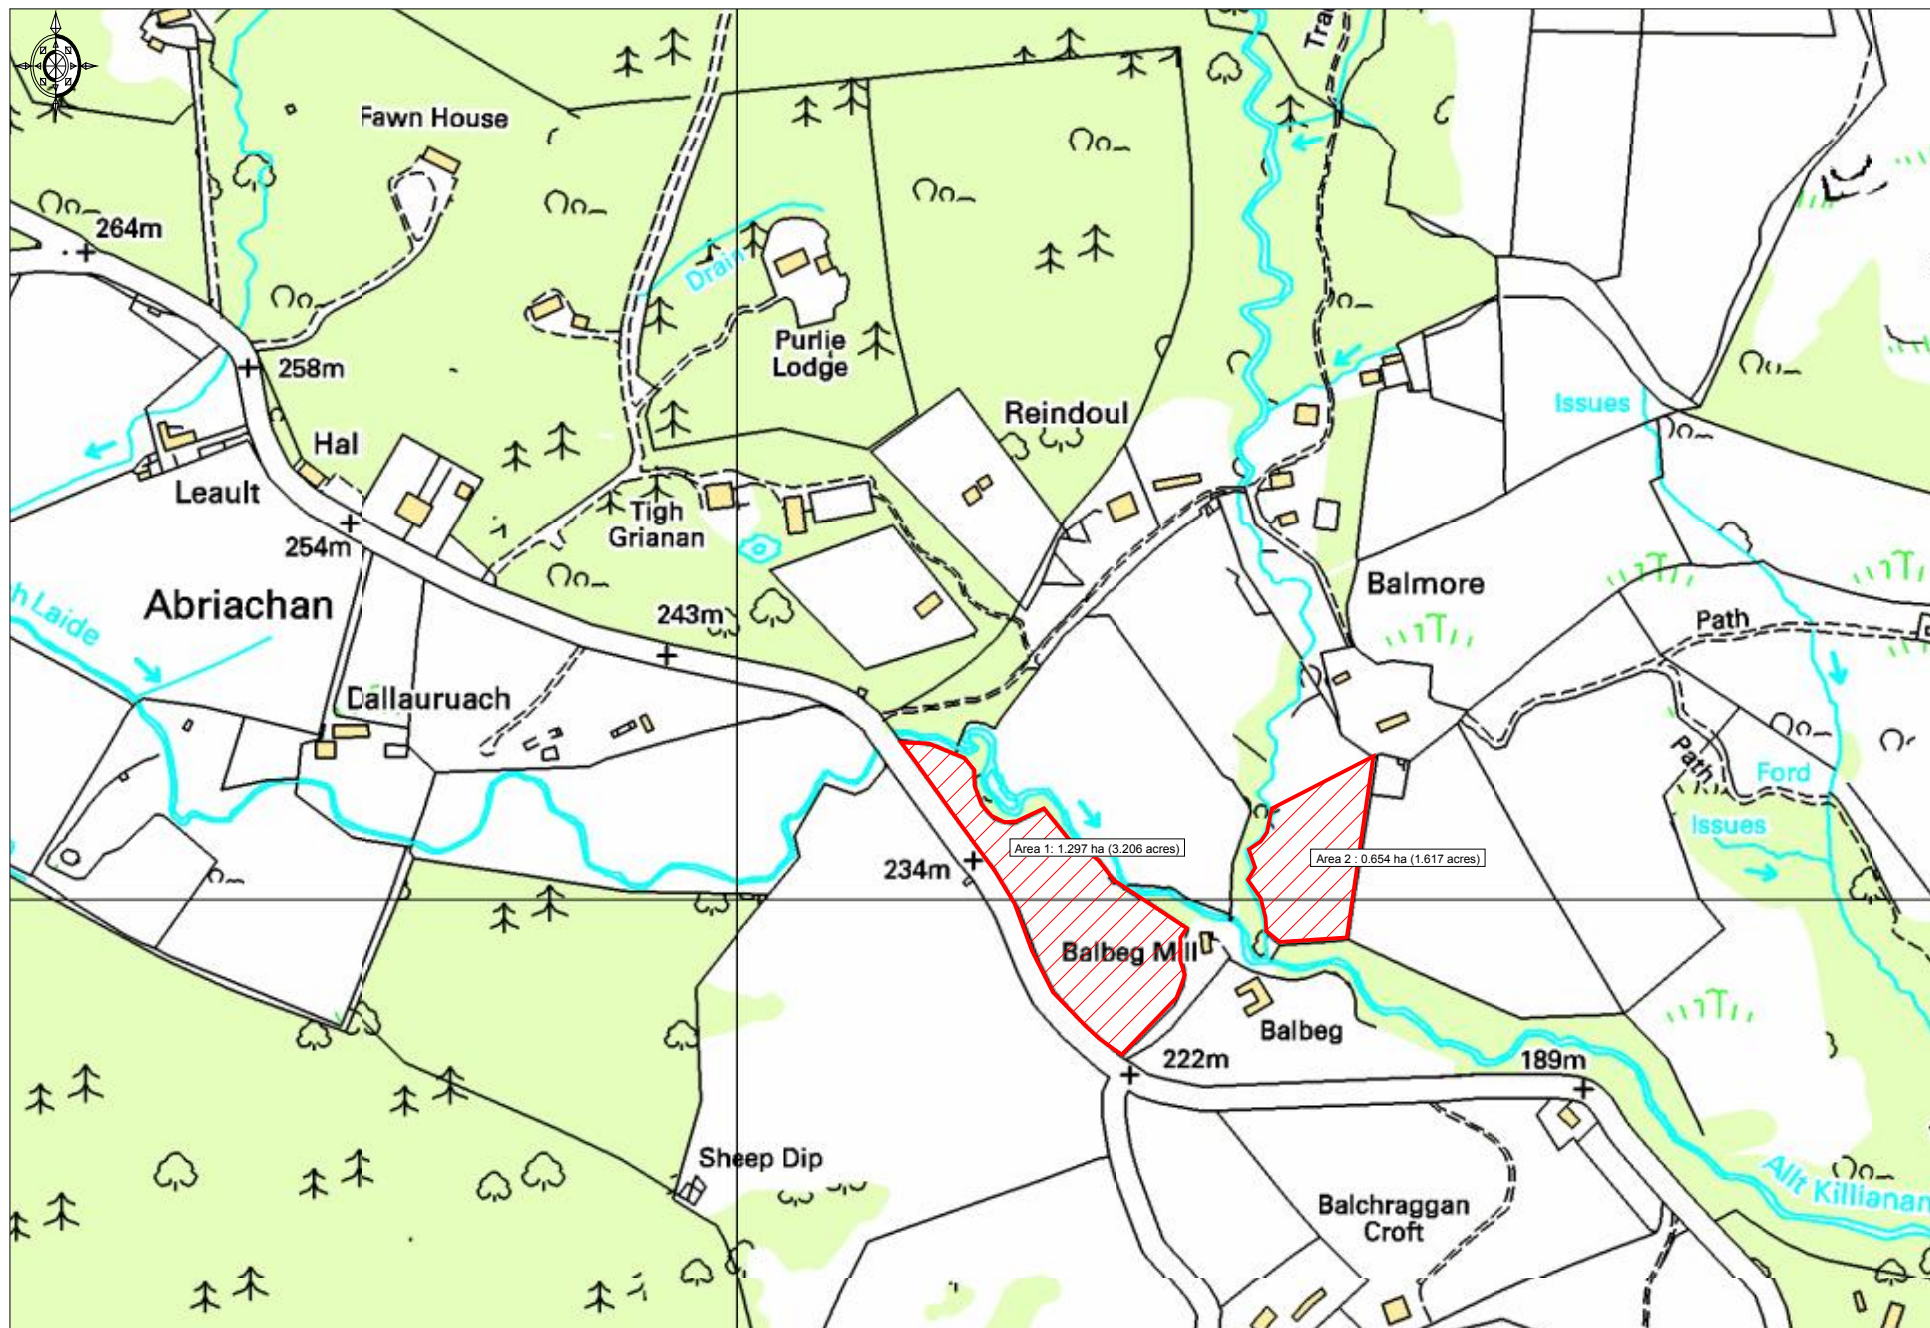 Fawn House
264m
Drain
Purlie
Lodge
258m
Issues
Reindoul
Hal
Leault
Tigh
Grianan
254m
Balmore
Abriachan
243m
Path
h Laide
Dallauruach
Path
Ford
Issues
Area 1: 1.297 ha (3.206 acres)
Area 2 : 0.654 ha (1.617 acres)
234m
Balbeg Mill
Balbeg
222m
189m
Sheep Dip
Allt Killianan
Balchraggan
Croft